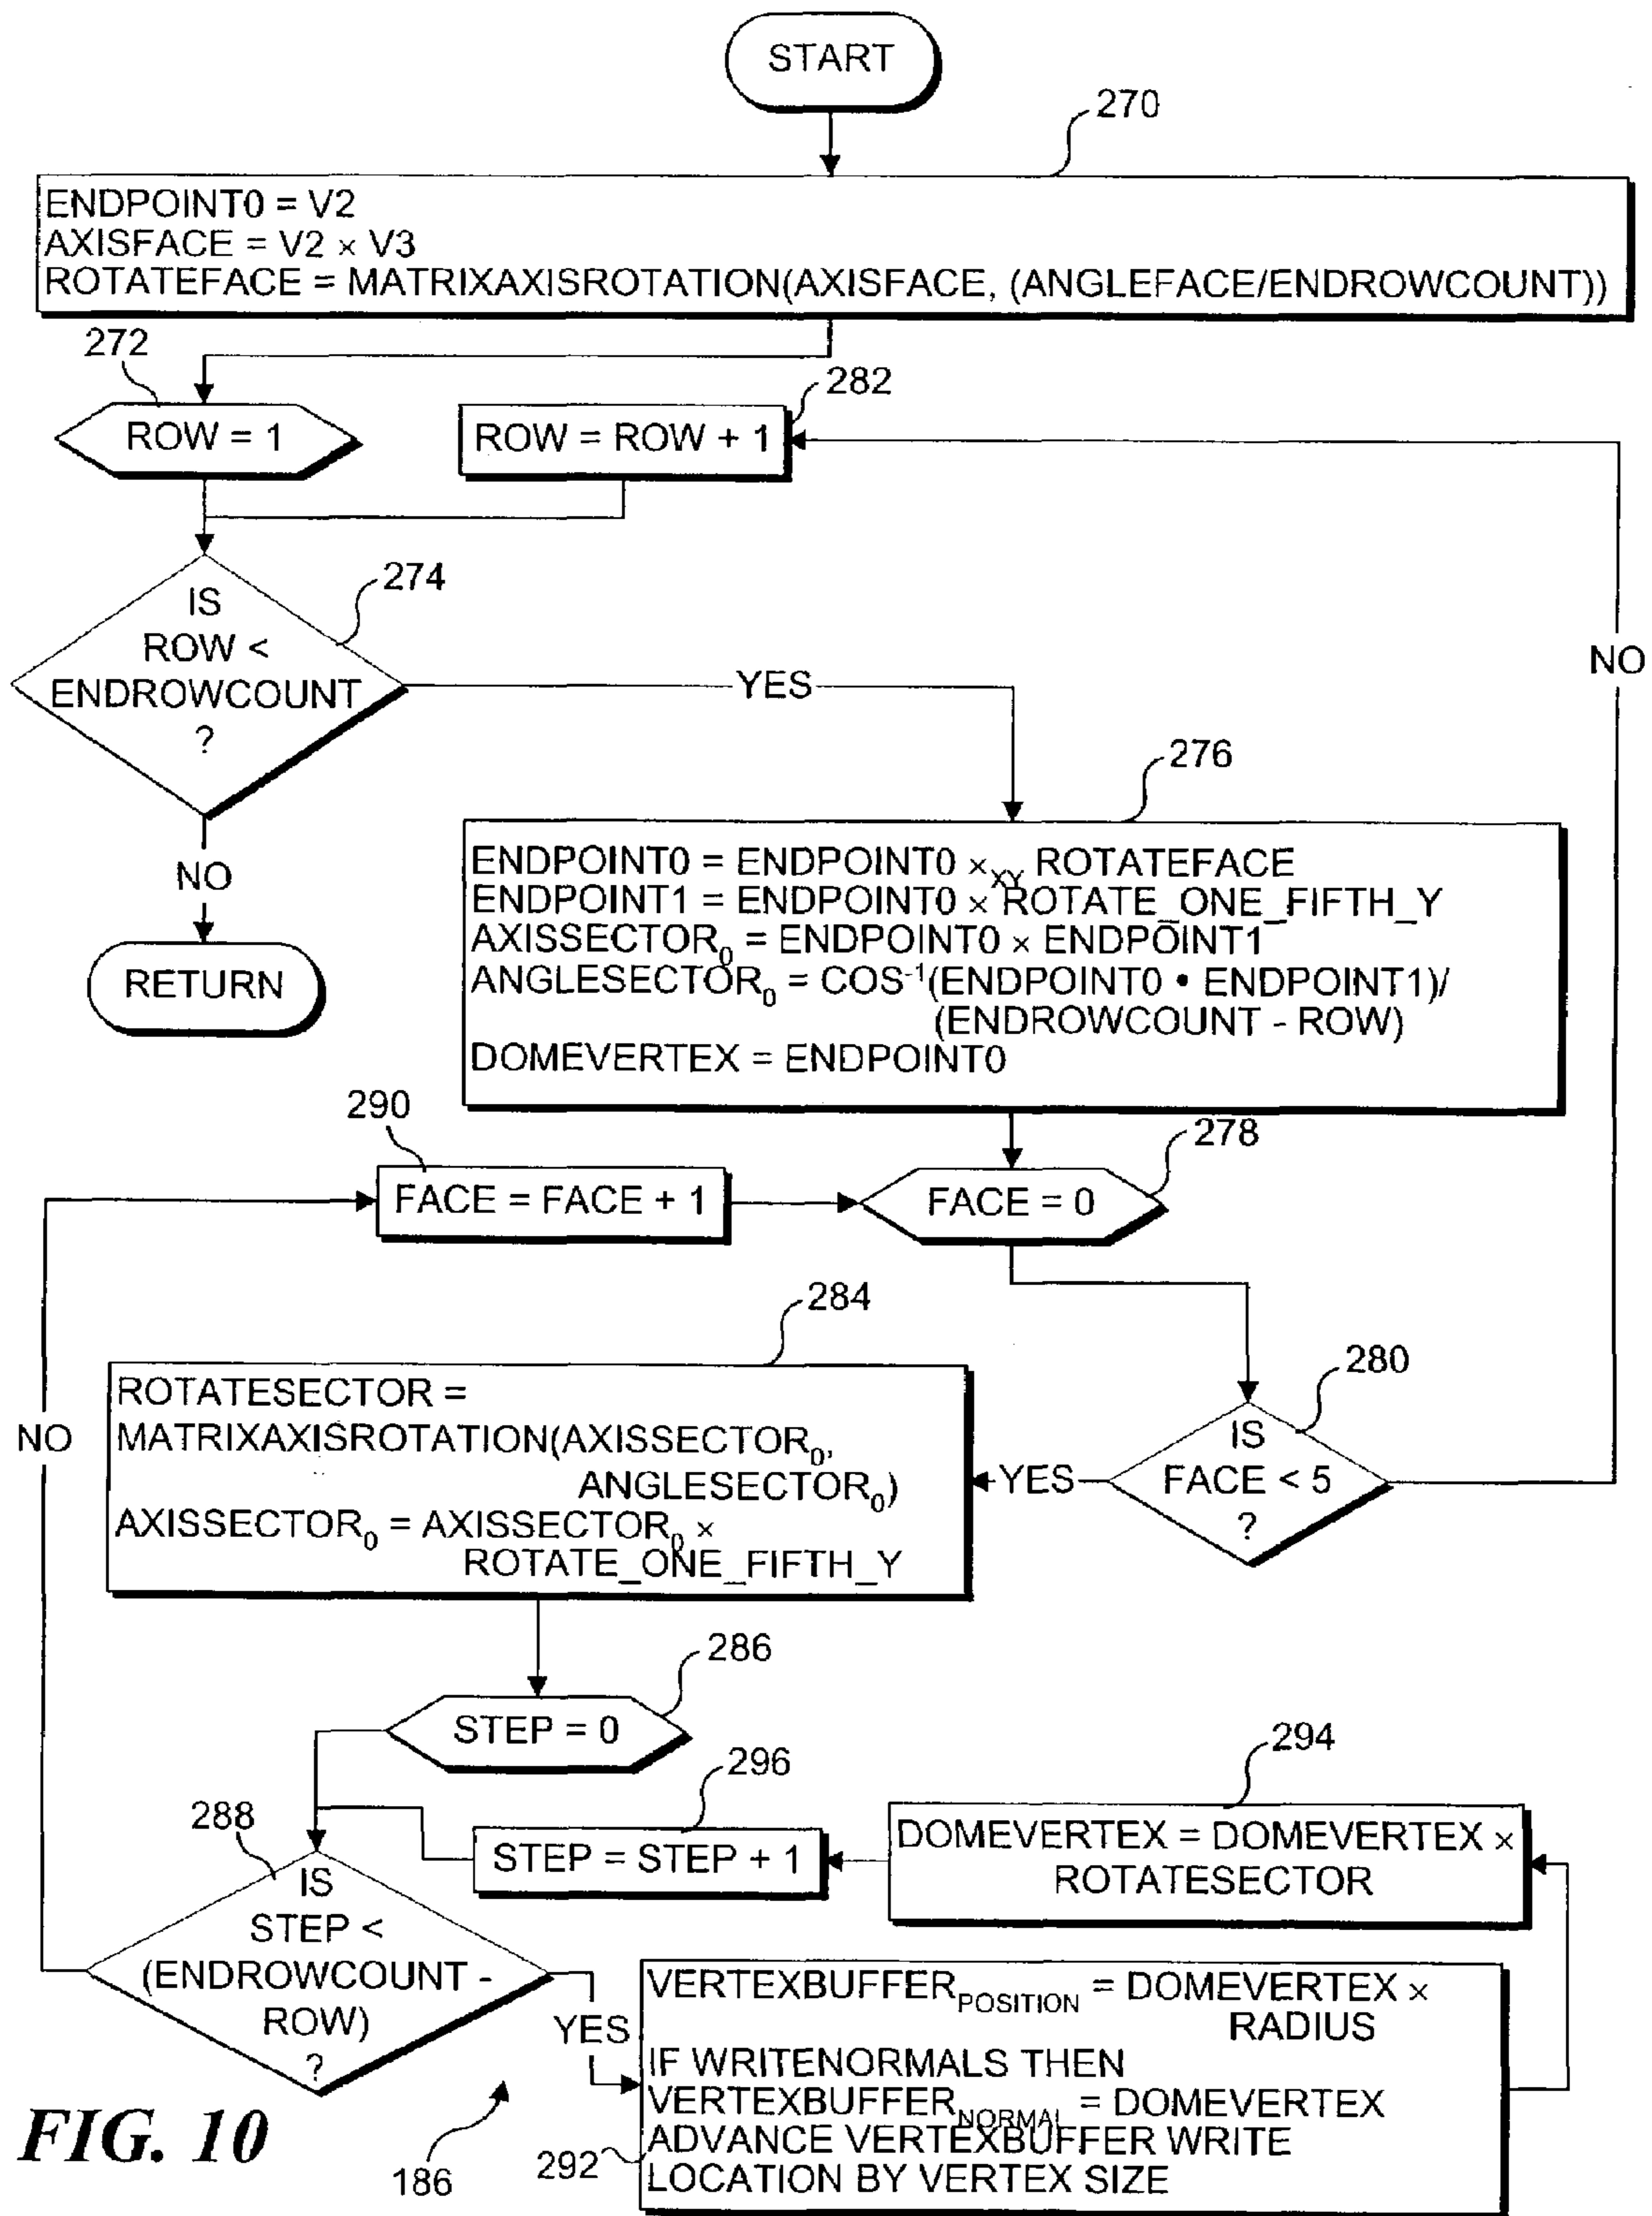 START
270
ENDPOINT0 = V2
AXISFACE = V2 × V3
ROTATEFACE = MATRIXAXISROTATION(AXISFACE, (ANGLEFACE/ENDROWCOUNT))
272
ROW = 1
282
ROW = ROW + 1
274
IS
ROW <
ENDROWCOUNT
?
YES
NO
NO
RETURN
276
ENDPOINT0 = ENDPOINT0 ×XY ROTATEFACE
ENDPOINT1 = ENDPOINT0 × ROTATE_ONE_FIFTH_Y
AXISSECTOR₀ = ENDPOINT0 × ENDPOINT1
ANGLESECTOR₀ = COS⁻¹(ENDPOINT0 • ENDPOINT1)/
(ENDROWCOUNT - ROW)
DOMEVERTEX = ENDPOINT0
290
FACE = FACE + 1
278
FACE = 0
284
ROTATESECTOR =
MATRIXAXISROTATION(AXISSECTOR₀,
ANGLESECTOR₀)
AXISSECTOR₀ = AXISSECTOR₀ ×
ROTATE_ONE_FIFTH_Y
280
IS
FACE < 5
?
YES
NO
286
STEP = 0
296
STEP = STEP + 1
294
DOMEVERTEX = DOMEVERTEX ×
ROTATESECTOR
288
IS
STEP <
(ENDROWCOUNT -
ROW)
?
YES
VERTEXBUFFERPOSITION = DOMEVERTEX ×
RADIUS
IF WRITENORMALS THEN
VERTEXBUFFERNORMAL = DOMEVERTEX
ADVANCE VERTEXBUFFER WRITE
LOCATION BY VERTEX SIZE
292
186
FIG. 10